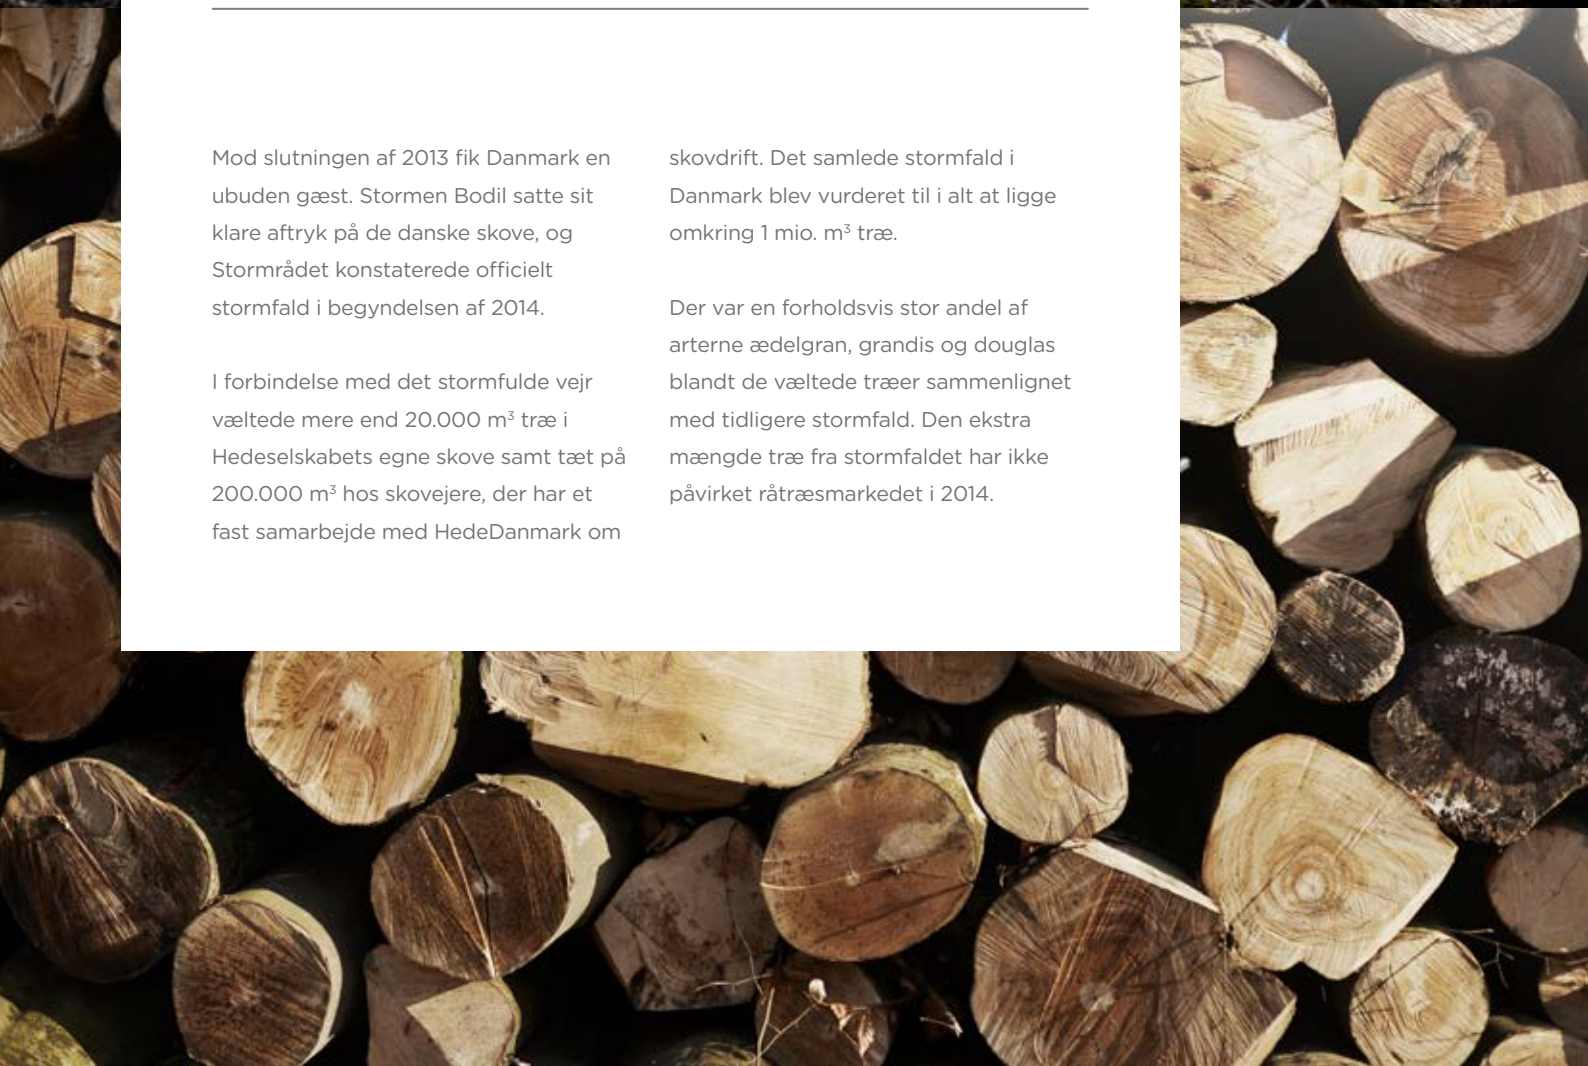 Mod slutningen af 2013 fik Danmark en
ubuden gæst. Stormen Bodil satte sit
klare aftryk på de danske skove, og
Stormrådet konstaterede officielt
stormfald i begyndelsen af 2014.
I forbindelse med det stormfulde vejr
væltede mere end 20.000 m³ træ i
Hedeselskabets egne skove samt tæt på
200.000 m³ hos skovejere, der har et
fast samarbejde med HedeDanmark om
skovdrift. Det samlede stormfald i
Danmark blev vurderet til i alt at ligge
omkring 1 mio. m³ træ.
Der var en forholdsvis stor andel af
arterne ædelgran, grandis og douglas
blandt de væltede træer sammenlignet
med tidligere stormfald. Den ekstra
mængde træ fra stormfaldet har ikke
påvirket råtræsmarkedet i 2014.